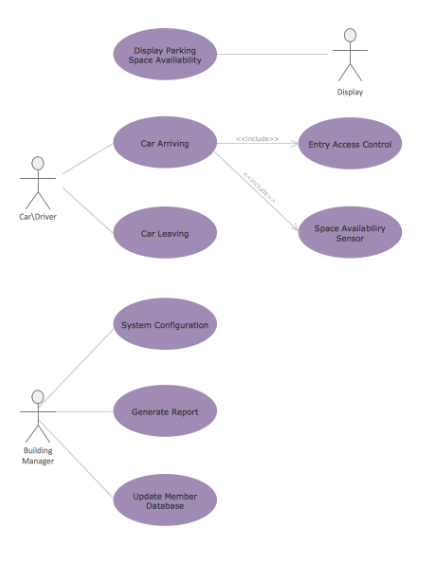 Display Parking
Space Availiability
Display
Car Arriving
<<include>>
Entry Access Control
<<include>>
Car\Driver
Car Leaving
Space Availabiliry
Sensor
System Configuration
Generate Report
Building
Manager
Update Member
Database